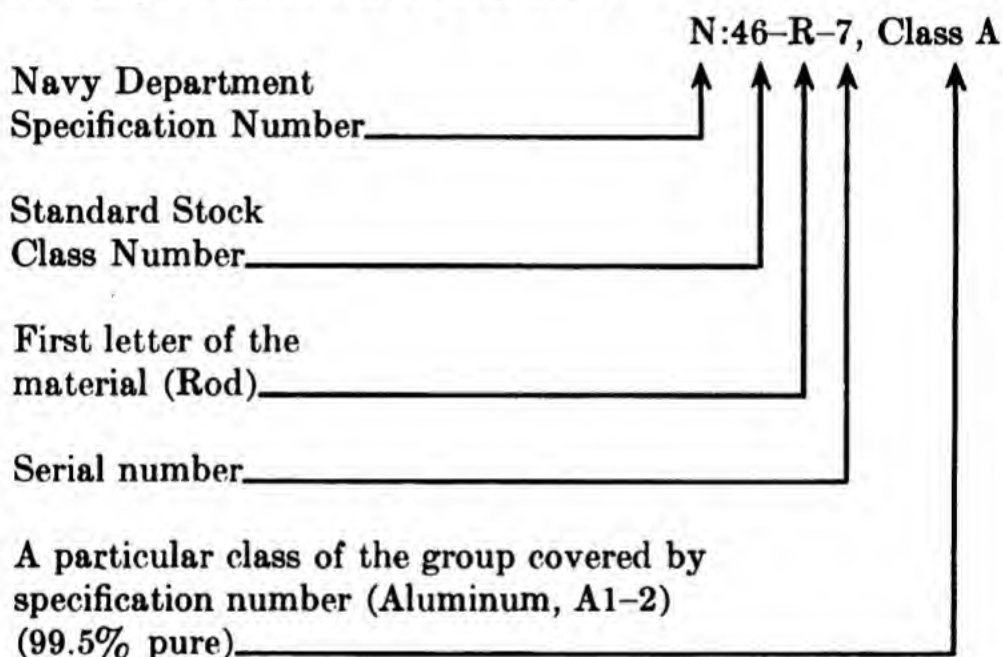 N:46–R–7, Class A
Navy Department
Specification Number
Standard Stock
Class Number
First letter of the
material (Rod)
Serial number
A particular class of the group covered by
specification number (Aluminum, A1–2)
(99.5% pure)